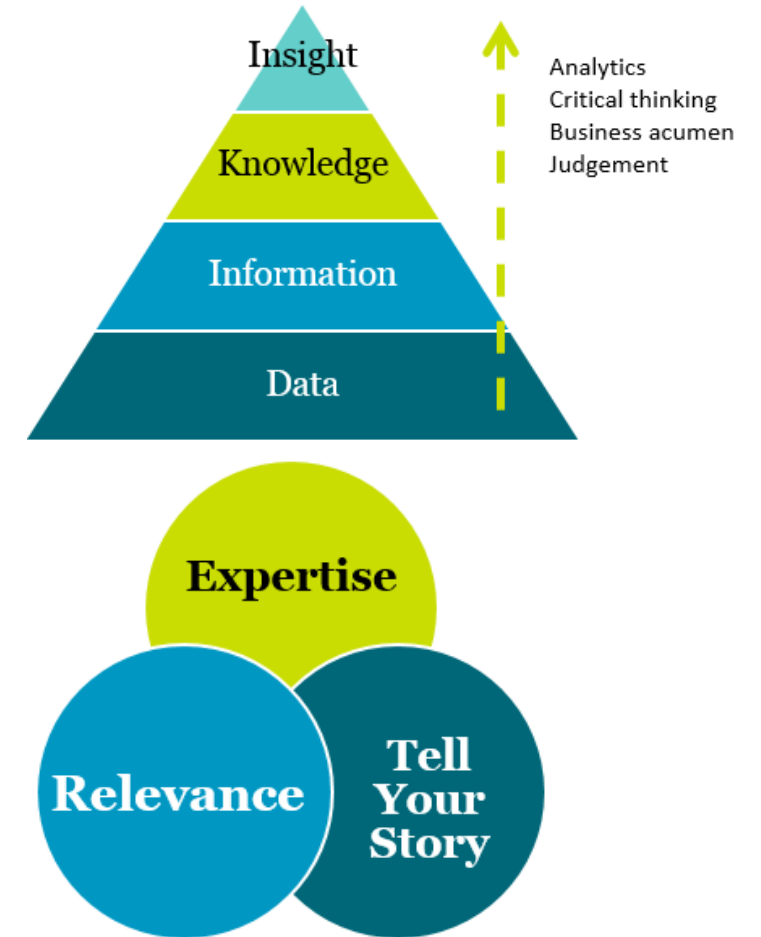 Insight
Analytics
Critical thinking
Business acumen
Judgement
Knowledge
Information
Data
Expertise
Relevance
Tell
Your
Story